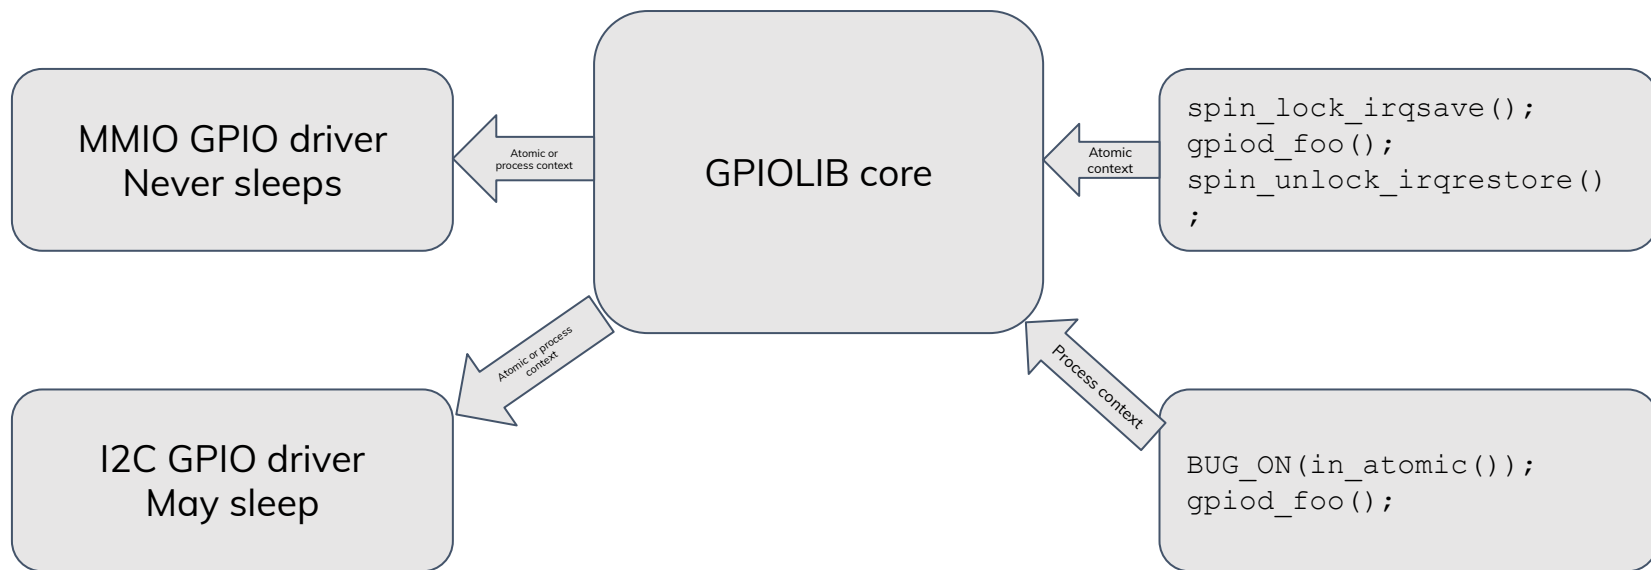 MMIO GPIO driver
Never sleeps
Atomic or
process context
GPIOLIB core
Atomic
context
spin_lock_irqsave();
gpiod_foo();
spin_unlock_irqrestore()
;
I2C GPIO driver
May sleep
Atomic or process
context
Process context
BUG_ON(in_atomic());
gpiod_foo();